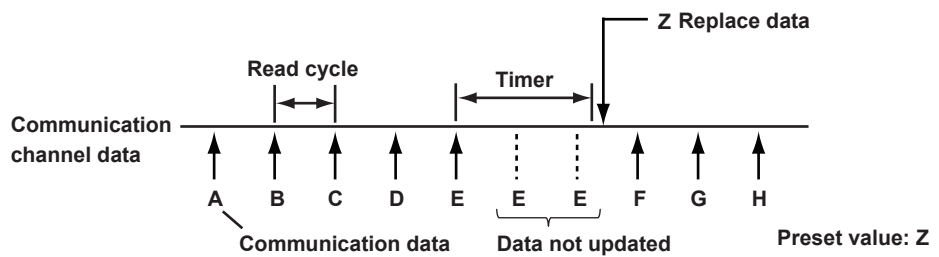 Z Replace data
Read cycle
Timer
Communication
channel data
A B C D E E E F G H
Communication data
Data not updated
Preset value: Z